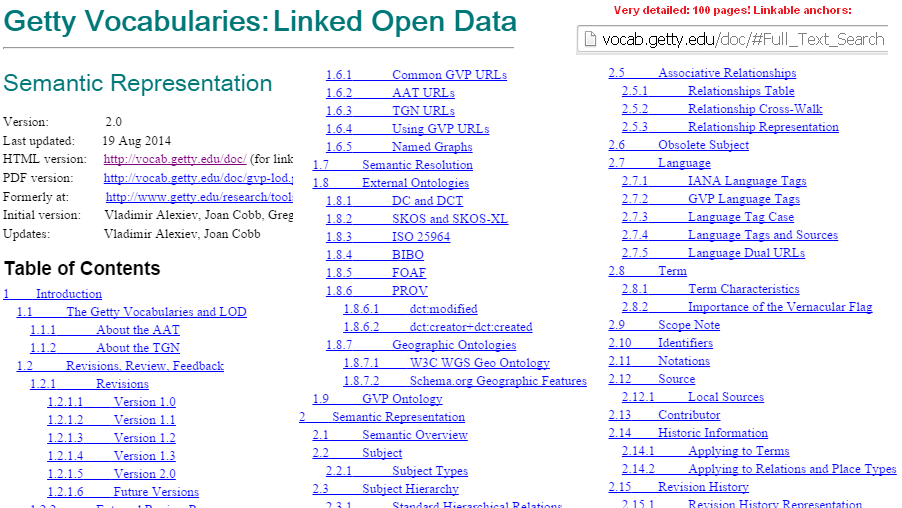 Getty Vocabularies: Linked Open Data
Semantic Representation
Version: 2.0
Last updated: 19 Aug 2014
HTML version: http://vocab.getty.edu/doc/ (for link
PDF version: http://vocab.getty.edu/doc/gvp-lod.
Formerly at: http://www.getty.edu/research/tool
Initial version: Vladimir Alexiev, Joan Cobb, Greg
Updates: Vladimir Alexiev, Joan Cobb
Table of Contents
1 Introduction
1.1 The Getty Vocabularies and LOD
1.1.1 About the AAT
1.1.2 About the TGN
1.2 Revisions, Review, Feedback
1.2.1 Revisions
1.2.1.1 Version 1.0
1.2.1.2 Version 1.1
1.2.1.3 Version 1.2
1.2.1.4 Version 1.3
1.2.1.5 Version 2.0
1.2.1.6 Future Versions
1.6.1 Common GVP URLs
1.6.2 AAT URLs
1.6.3 TGN URLs
1.6.4 Using GVP URLs
1.6.5 Named Graphs
1.7 Semantic Resolution
1.8 External Ontologies
1.8.1 DC and DCT
1.8.2 SKOS and SKOS-XL
1.8.3 ISO 25964
1.8.4 BIBO
1.8.5 FOAF
1.8.6 PROV
1.8.6.1 dct:modified
1.8.6.2 dct:creator+dct:created
1.8.7 Geographic Ontologies
1.8.7.1 W3C WGS Geo Ontology
1.8.7.2 Schema.org Geographic Features
1.9 GVP Ontology
2 Semantic Representation
2.1 Semantic Overview
2.2 Subject
2.2.1 Subject Types
2.3 Subject Hierarchy
2.3.1 Standard Hierarchical Relations
Very detailed: 100 pages! Linkable anchors:
vocab.getty.edu/doc/#Full_Text_Search
2.5 Associative Relationships
2.5.1 Relationships Table
2.5.2 Relationship Cross-Walk
2.5.3 Relationship Representation
2.6 Obsolete Subject
2.7 Language
2.7.1 IANA Language Tags
2.7.2 GVP Language Tags
2.7.3 Language Tag Case
2.7.4 Language Tags and Sources
2.7.5 Language Dual URLs
2.8 Term
2.8.1 Term Characteristics
2.8.2 Importance of the Vernacular Flag
2.9 Scope Note
2.10 Identifiers
2.11 Notations
2.12 Source
2.12.1 Local Sources
2.13 Contributor
2.14 Historic Information
2.14.1 Applying to Terms
2.14.2 Applying to Relations and Place Types
2.15 Revision History
2.15.1 Revision History Representation